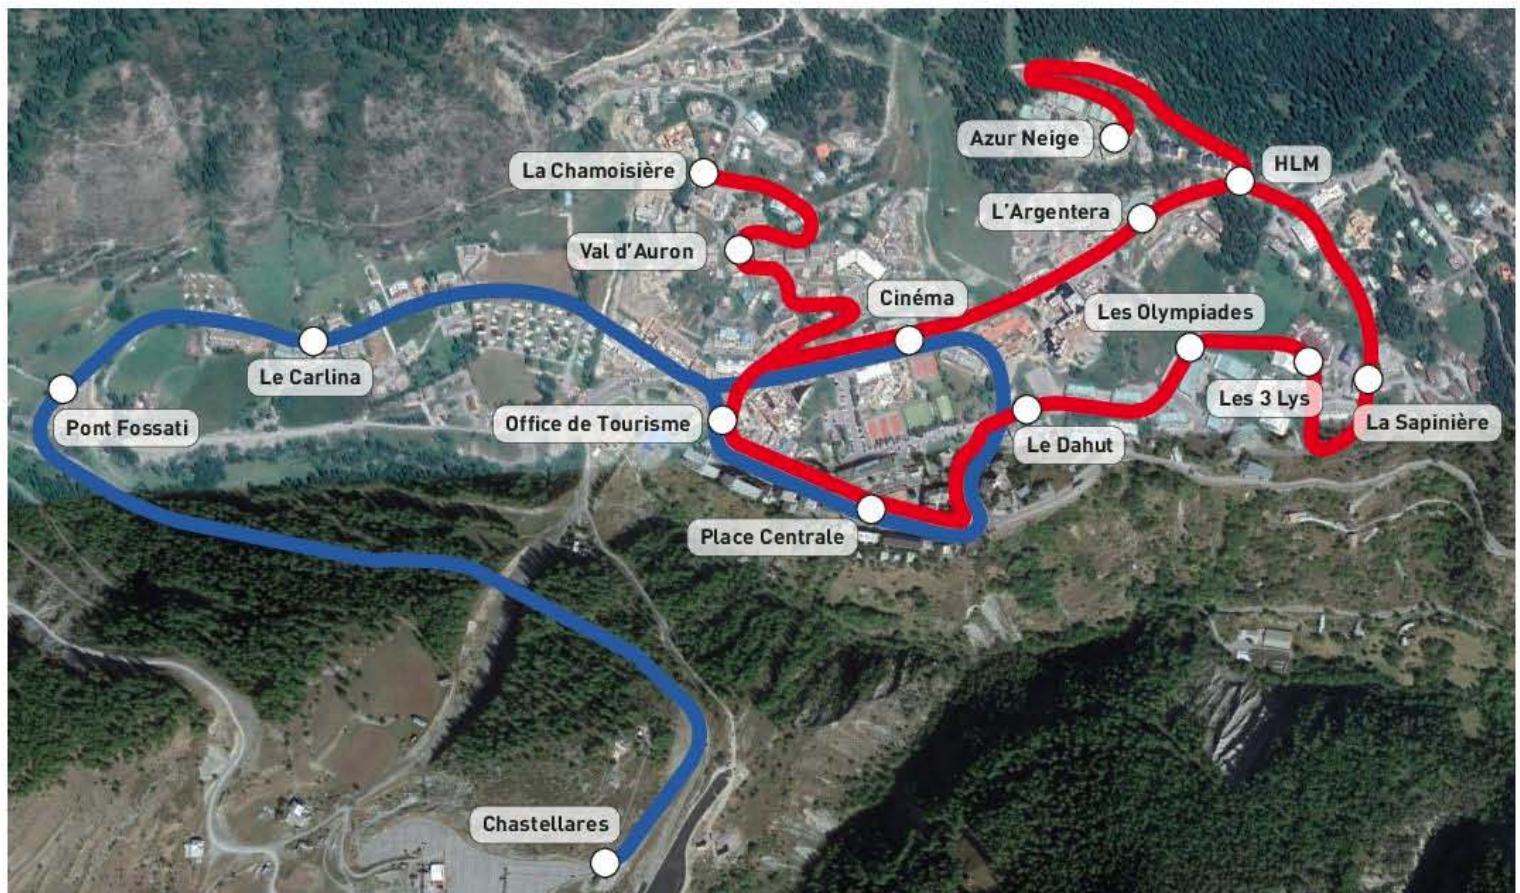 Azur Neige
HLM
La Chamoisière
L'Argentera
Val d'Auron
Cinéma
Les Olympiades
Le Carlina
Les 3 Lys
Pont Fossati
Office de Tourisme
La Sapinière
Le Dahut
Place Centrale
Chastellares